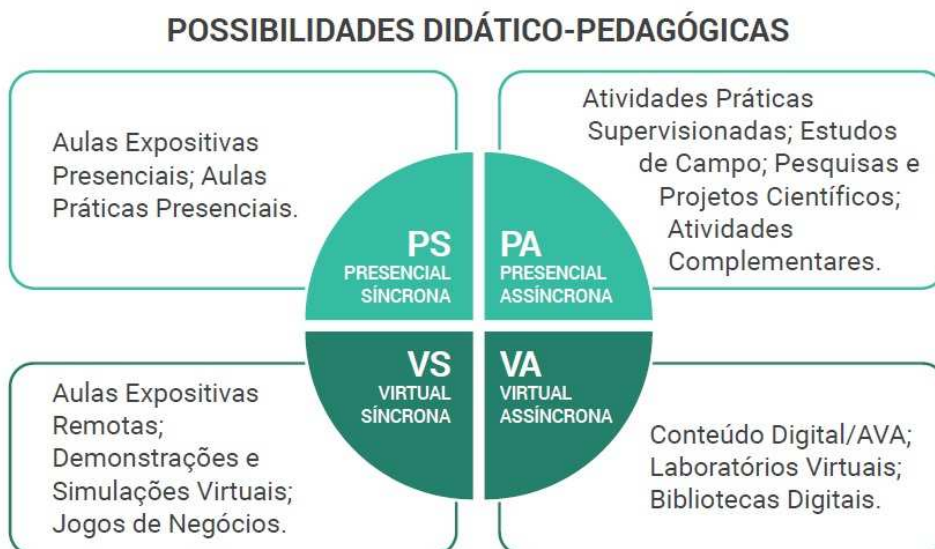 POSSIBILIDADES DIDÁTICO-PEDAGÓGICAS
Aulas Expositivas
Presenciais; Aulas
Práticas Presenciais.
PS
PRESENCIAL
SÍNCRONA
Atividades Práticas
Supervisionadas; Estudos
de Campo; Pesquisas e
Projetos Científicos;
Atividades
Complementares.
PA
PRESENCIAL
ASSÍNCRONA
Aulas Expositivas
Remotas;
Demonstrações e
Simulações Virtuais;
Jogos de Negócios.
VS
VIRTUAL
SÍNCRONA
VA
VIRTUAL
ASSÍNCRONA
Conteúdo Digital/AVA;
Laboratórios Virtuais;
Bibliotecas Digitais.